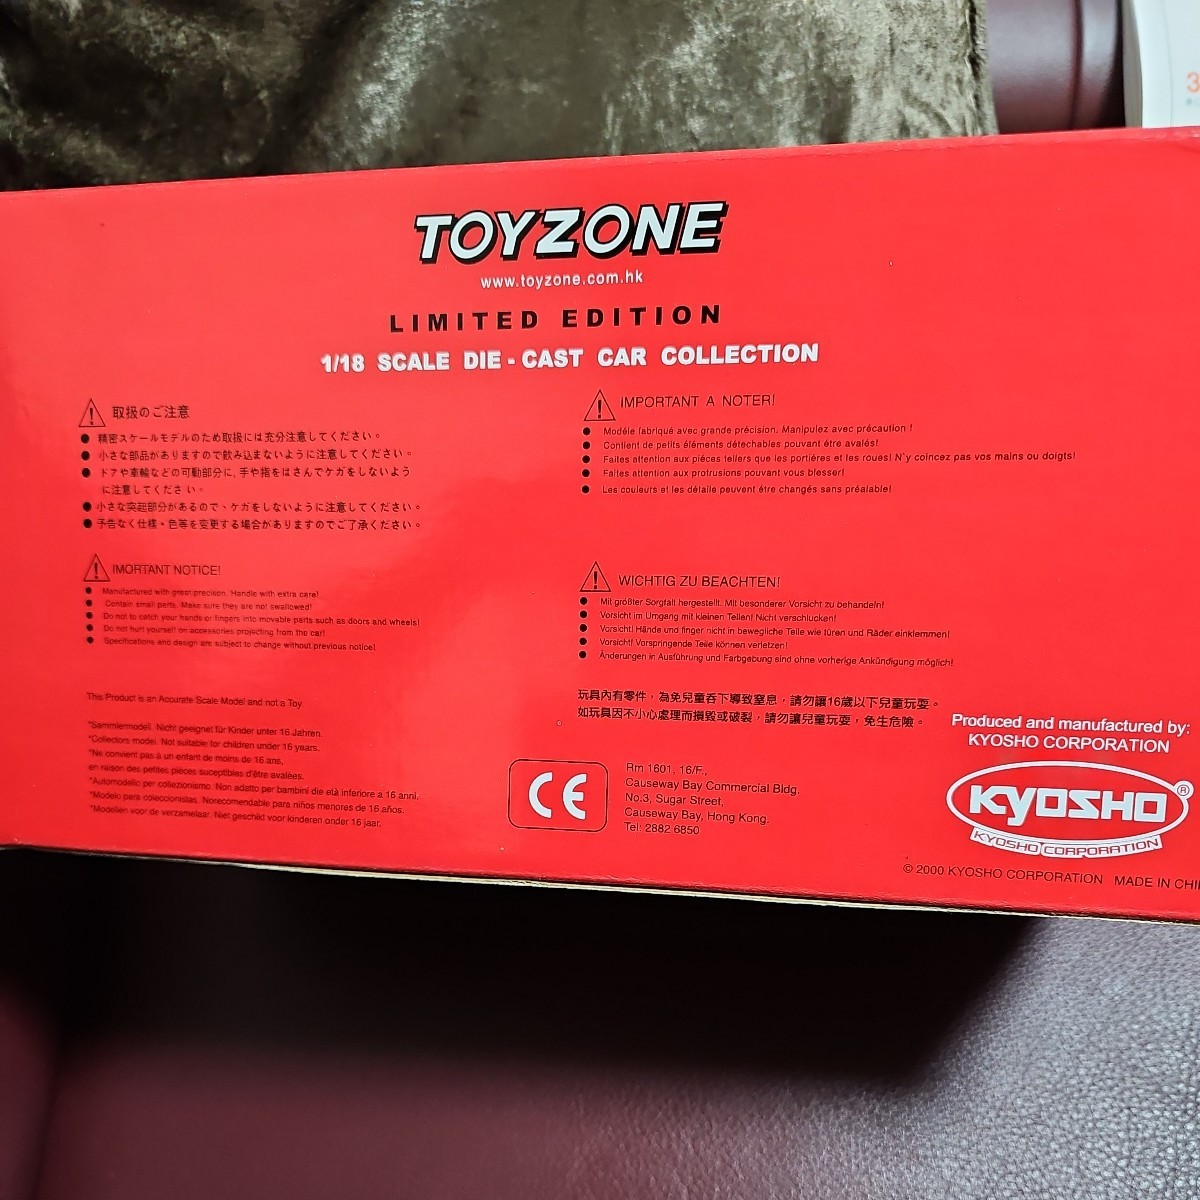 3
TOYZONE
www.toyzone.com.hk
LIMITED EDITION
1/18 SCALE DIE - CAST CAR COLLECTION
取扱のご注意
● 精密スケールモデルのため取扱には充分注意してください。
● 小さな部品がありますので飲み込まないように注意してください。
● ドアや車輪などの可動部分に､手や指をはさんでケガをしないよう
に注意してください。
● 小さな突起部分があるので、ケガをしないように注意してください。
● 予告なく仕様・色等を変更する場合がありますのでご了承ください。
IMPORTANT A NOTER!
● Modéle fabriqué avec grande précision. Manipulez avec précaution !
● Contient de petits éléments détechables pouvant étre avalés!
● Faites attention aux piéces tellers que les portiéres et les roues! N'y coincez pas vos mains ou doigts!
● Faites attention aux protrusions pouvant vous blesser!
● Les couleurs et les détaile peuvent étre changés sans préalable!
IMORTANT NOTICE!
● Manufactured with great precison. Handle with extra care!
● Contain small parts. Make sure they are not swallowed!
● Do not to catch your hands or fingers into movable parts such as doors and wheels!
● Do not hurt yourself on accessories projecting from the car!
● Specifications and design are subject to change without previous notice!
WICHTIG ZU BEACHTEN!
● Mit größter Sorgfalt hergestellt. Mit besonderer Vorsicht zu behandeln!
● Vorsicht im Umgang mit kleinen Teilen! Nicht verschlucken!
● Vorsicht! Hände und finger nicht in bewegliche Teile wie türen und Räder einklemmen!
● Vorsicht! Vorspringende Teile können verletzen!
● Änderungen in Ausführung und Farbgebung sind ohne vorherige Ankündigung möglich!
This Product is an Accurate Scale Model and not a Toy
*Sammlermodell. Nicht geeignet für Kinder unter 16 Jahren.
*Collectors model. Not suitable for children under 16 years.
*Ne convient pas à un enfant de moins de 16 ans,
en raison des petites pièces suceptibles d'être avalées.
*Automodello per collezionismo. Non adatto per bambini die età inferiore a 16 anni.
*Modelo para coleccionistas. Norecomendable para niños menores de 16 años.
*Modellen voor de verzamelaar. Niet geschikt voor kinderen onder 16 jaar.
玩具內有零件，為免兒童吞下導致窒息，請勿讓16歲以下兒童玩耍。
如玩具因不小心處理而損毀或破裂，請勿讓兒童玩耍，免生危險。
CE
Rm 1601, 16/F.,
Causeway Bay Commercial Bldg.
No.3, Sugar Street,
Causeway Bay, Hong Kong.
Tel: 2882 6850
Produced and manufactured by:
KYOSHO CORPORATION
KYOSHO ®
KYOSHO CORPORATION
© 2000 KYOSHO CORPORATION MADE IN CHI